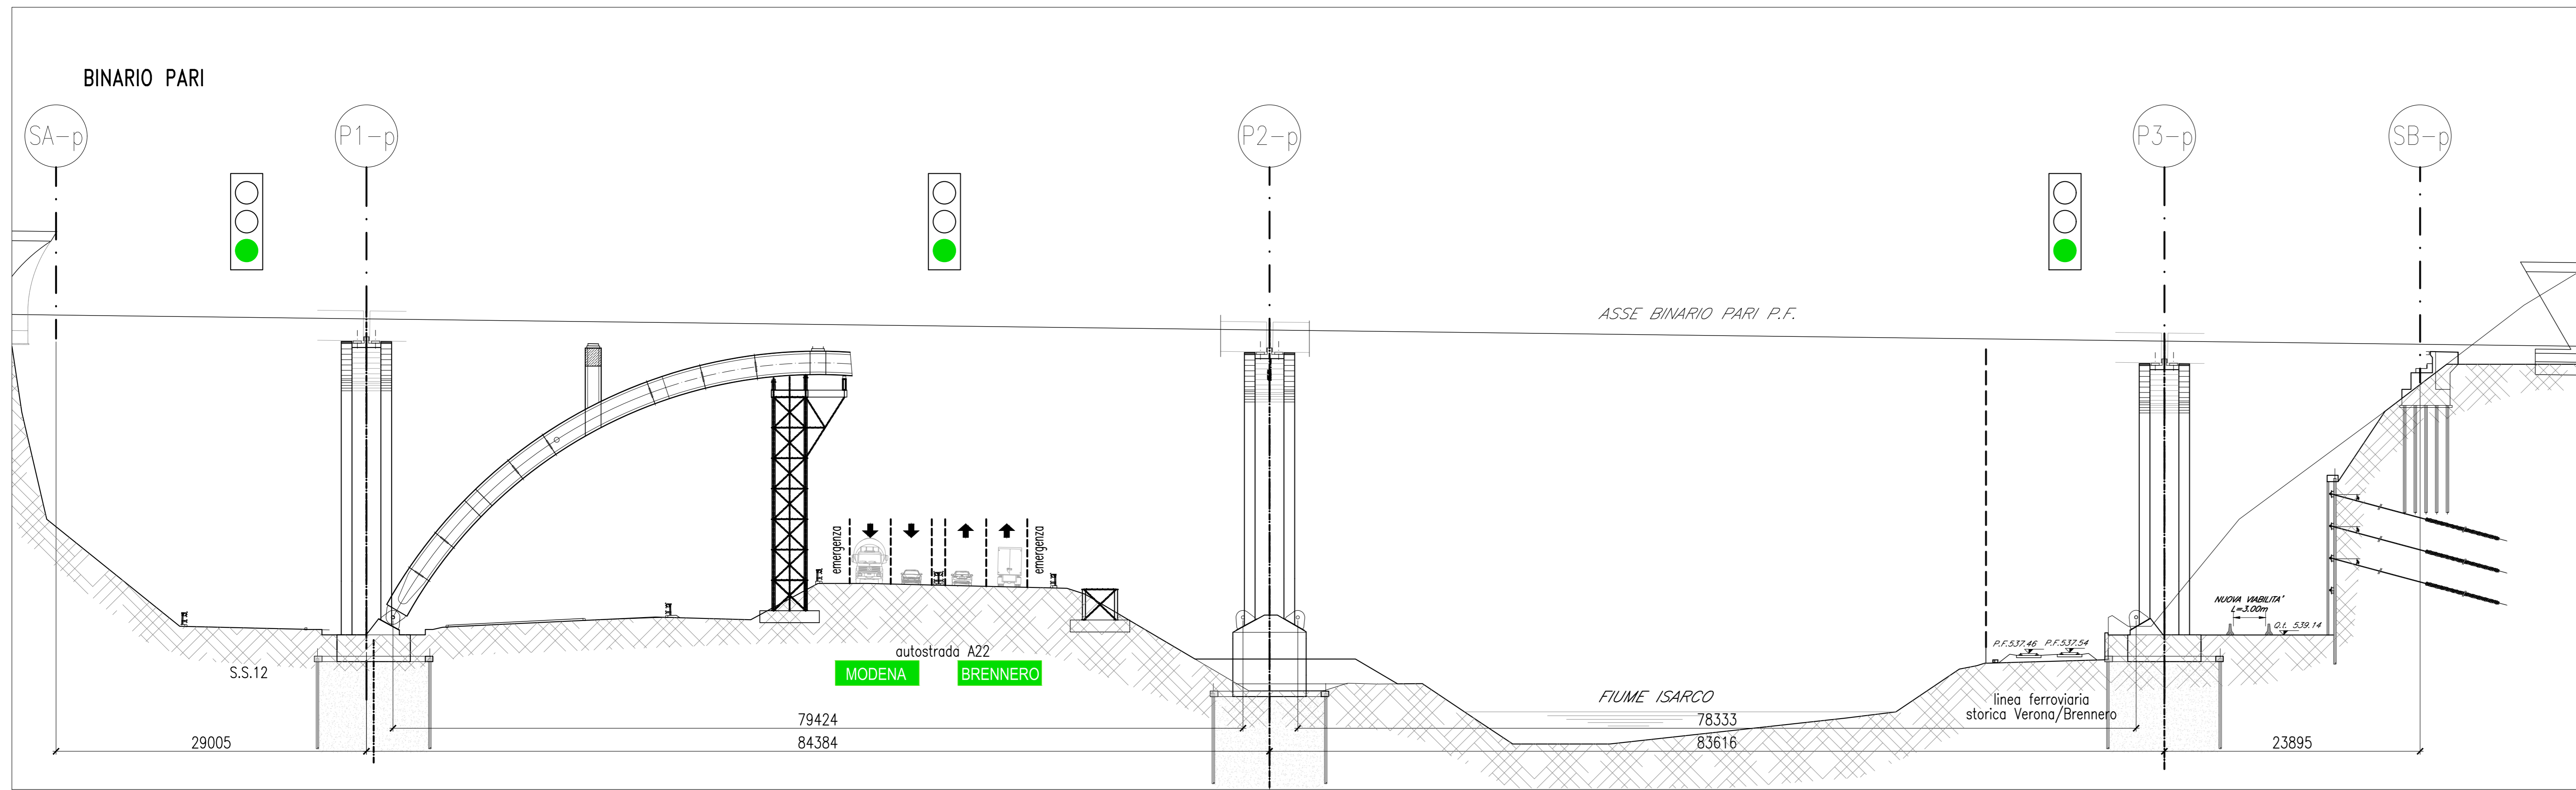 BINARIO PARI
SA-p
P1-p
P2-p
P3-p
SB-p
ASSE BINARIO PARI P.F.
emergenza
emergenza
NUOVA VIABILITA'
L=3.00m
Q.t. 539.14
P.F.537.46
P.F.537.54
autostrada A22
S.S.12
MODENA
BRENNERO
FIUME ISARCO
linea ferroviaria
storica Verona/Brennero
79424
78333
29005
84384
83616
23895